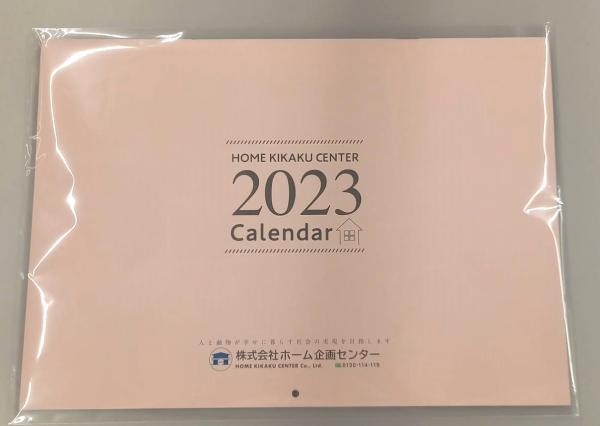 HOME KIKAKU CENTER
2023
Calendar
人と動物が幸せに暮らす社会の実現を目指します
株式会社ホーム企画センター
HOME KIKAKU CENTER Co., Ltd. 0120-114-119